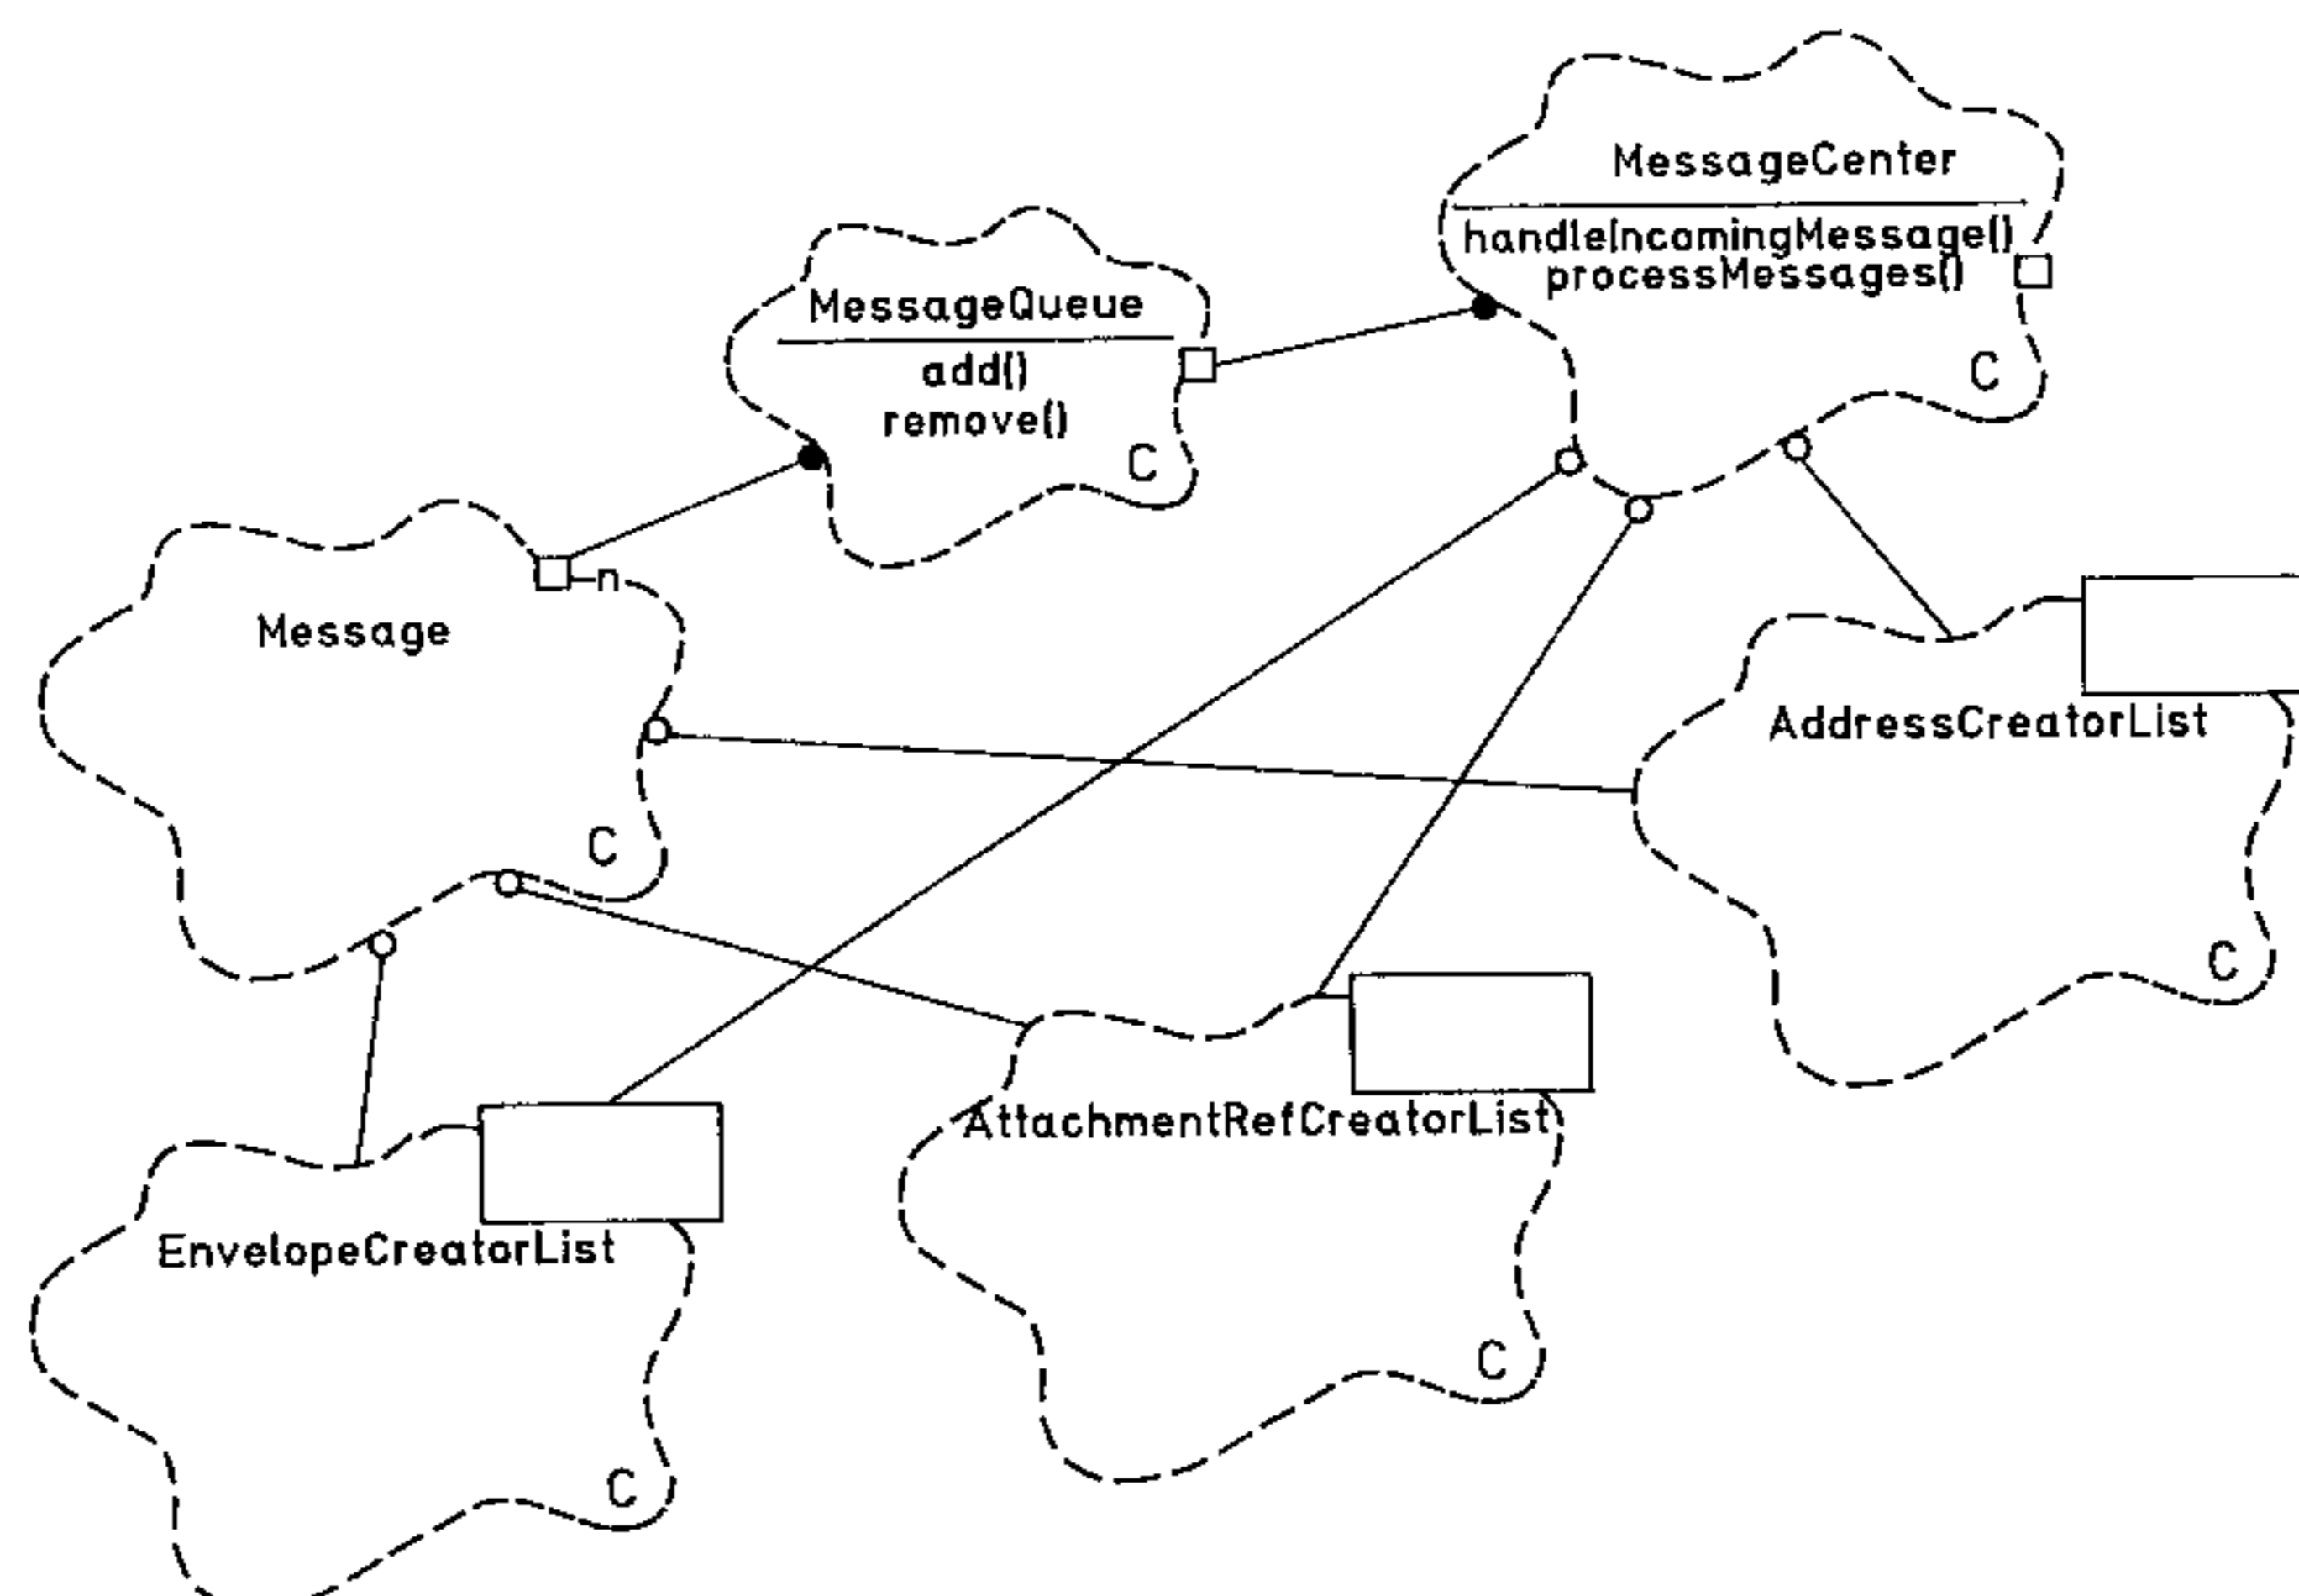 MessageCenter
handleIncomingMessage()
processMessages()
C
MessageQueue
add()
remove()
C
n
Message
C
AddressCreatorList
C
AttachmentRefCreatorList
C
EnvelopeCreatorList
C